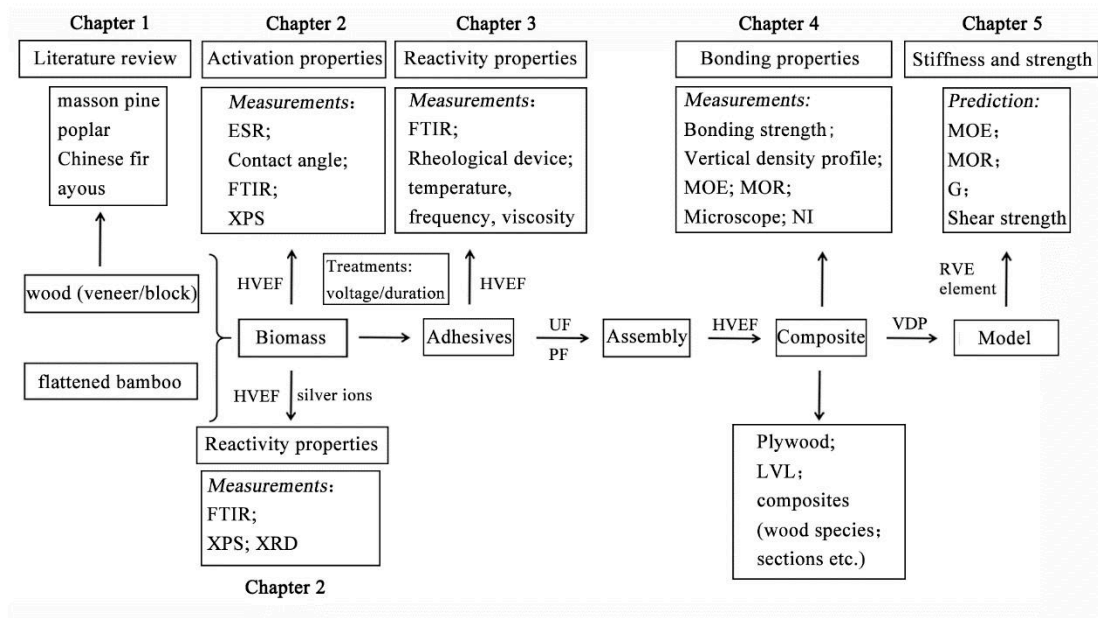 Chapter 1
Literature review
masson pine
poplar
Chinese fir
ayous
wood (veneer/block)
flattened bamboo
Chapter 2
Activation properties
Measurements:
ESR;
Contact angle;
FTIR;
XPS
HVEF
Treatments:
voltage/duration
Biomass
HVEF
silver ions
Reactivity properties
Measurements:
FTIR;
XPS; XRD
Chapter 2
Chapter 3
Reactivity properties
Measurements:
FTIR;
Rheological device;
temperature,
frequency, viscosity
HVEF
Adhesives
UF
PF
Assembly
HVEF
Chapter 4
Bonding properties
Measurements:
Bonding strength;
Vertical density profile;
MOE; MOR;
Microscope; NI
Composite
Plywood;
LVL;
composites
(wood species;
sections etc.)
VDP
Chapter 5
Stiffness and strength
Prediction:
MOE;
MOR;
G;
Shear strength
RVE
element
Model